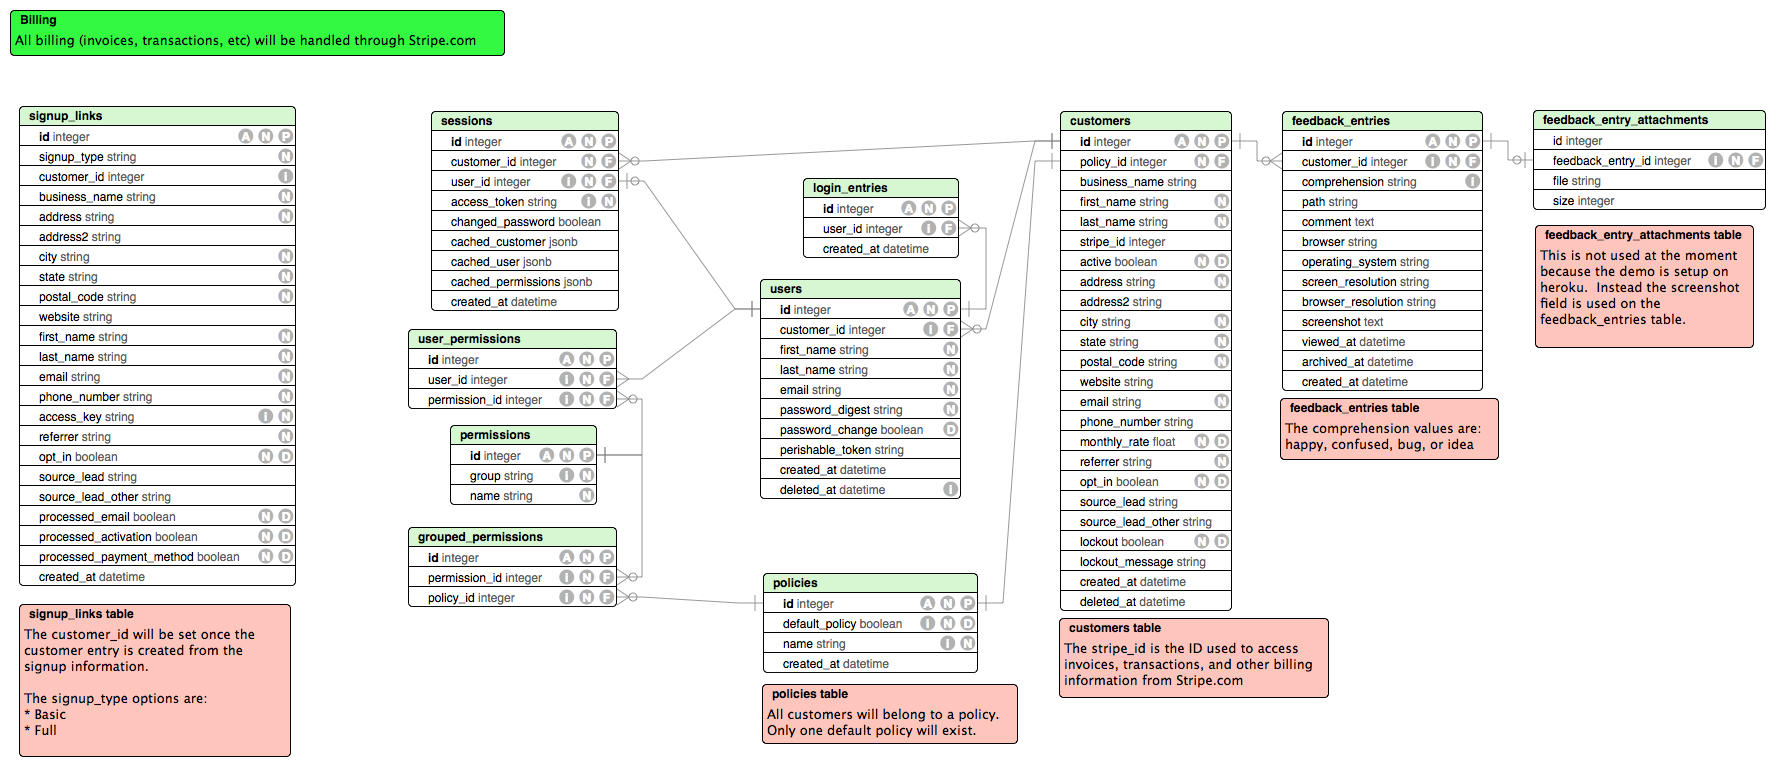 Billing
All billing (invoices, transactions, etc) will be handled through Stripe.com
signup_links
id integer A N P
signup_type string N
customer_id integer I
business_name string N
address string N
address2 string
city string N
state string N
postal_code string N
website string
first_name string N
last_name string N
email string N
phone_number string N
access_key string I N
referrer string N
opt_in boolean N D
source_lead string
source_lead_other string
processed_email boolean N D
processed_activation boolean N D
processed_payment_method boolean N D
created_at datetime
signup_links table
The customer_id will be set once the
customer entry is created from the
signup information.
The signup_type options are:
* Basic
* Full
sessions
id integer A N P
customer_id integer N F
user_id integer I N F
access_token string I N
changed_password boolean
cached_customer jsonb
cached_user jsonb
cached_permissions jsonb
created_at datetime
user_permissions
id integer A N P
user_id integer I N F
permission_id integer I N F
permissions
id integer A N P
group string I N
name string N
grouped_permissions
id integer A N P
permission_id integer I N F
policy_id integer I N F
login_entries
id integer A N P
user_id integer I F
created_at datetime
users
id integer A N P
customer_id integer I F
first_name string N
last_name string N
email string N
password_digest string N
password_change boolean D
perishable_token string
created_at datetime
deleted_at datetime I
policies
id integer A N P
default_policy boolean I N D
name string I N
created_at datetime
policies table
All customers will belong to a policy.
Only one default policy will exist.
customers
id integer A N P
policy_id integer N F
business_name string
first_name string N
last_name string N
stripe_id integer
active boolean N D
address string N
address2 string
city string N
state string N
postal_code string N
website string
email string N
phone_number string
monthly_rate float N D
referrer string N
opt_in boolean N D
source_lead string
source_lead_other string
lockout boolean N D
lockout_message string
created_at datetime
deleted_at datetime
customers table
The stripe_id is the ID used to access
invoices, transactions, and other billing
information from Stripe.com
feedback_entries
id integer A N P
customer_id integer I N F
comprehension string I
path string
comment text
browser string
operating_system string
screen_resolution string
browser_resolution string
screenshot text
viewed_at datetime
archived_at datetime
created_at datetime
feedback_entries table
The comprehension values are:
happy, confused, bug, or idea
feedback_entry_attachments
id integer
feedback_entry_id integer I N F
file string
size integer
feedback_entry_attachments table
This is not used at the moment
because the demo is setup on
heroku. Instead the screenshot
field is used on the
feedback_entries table.